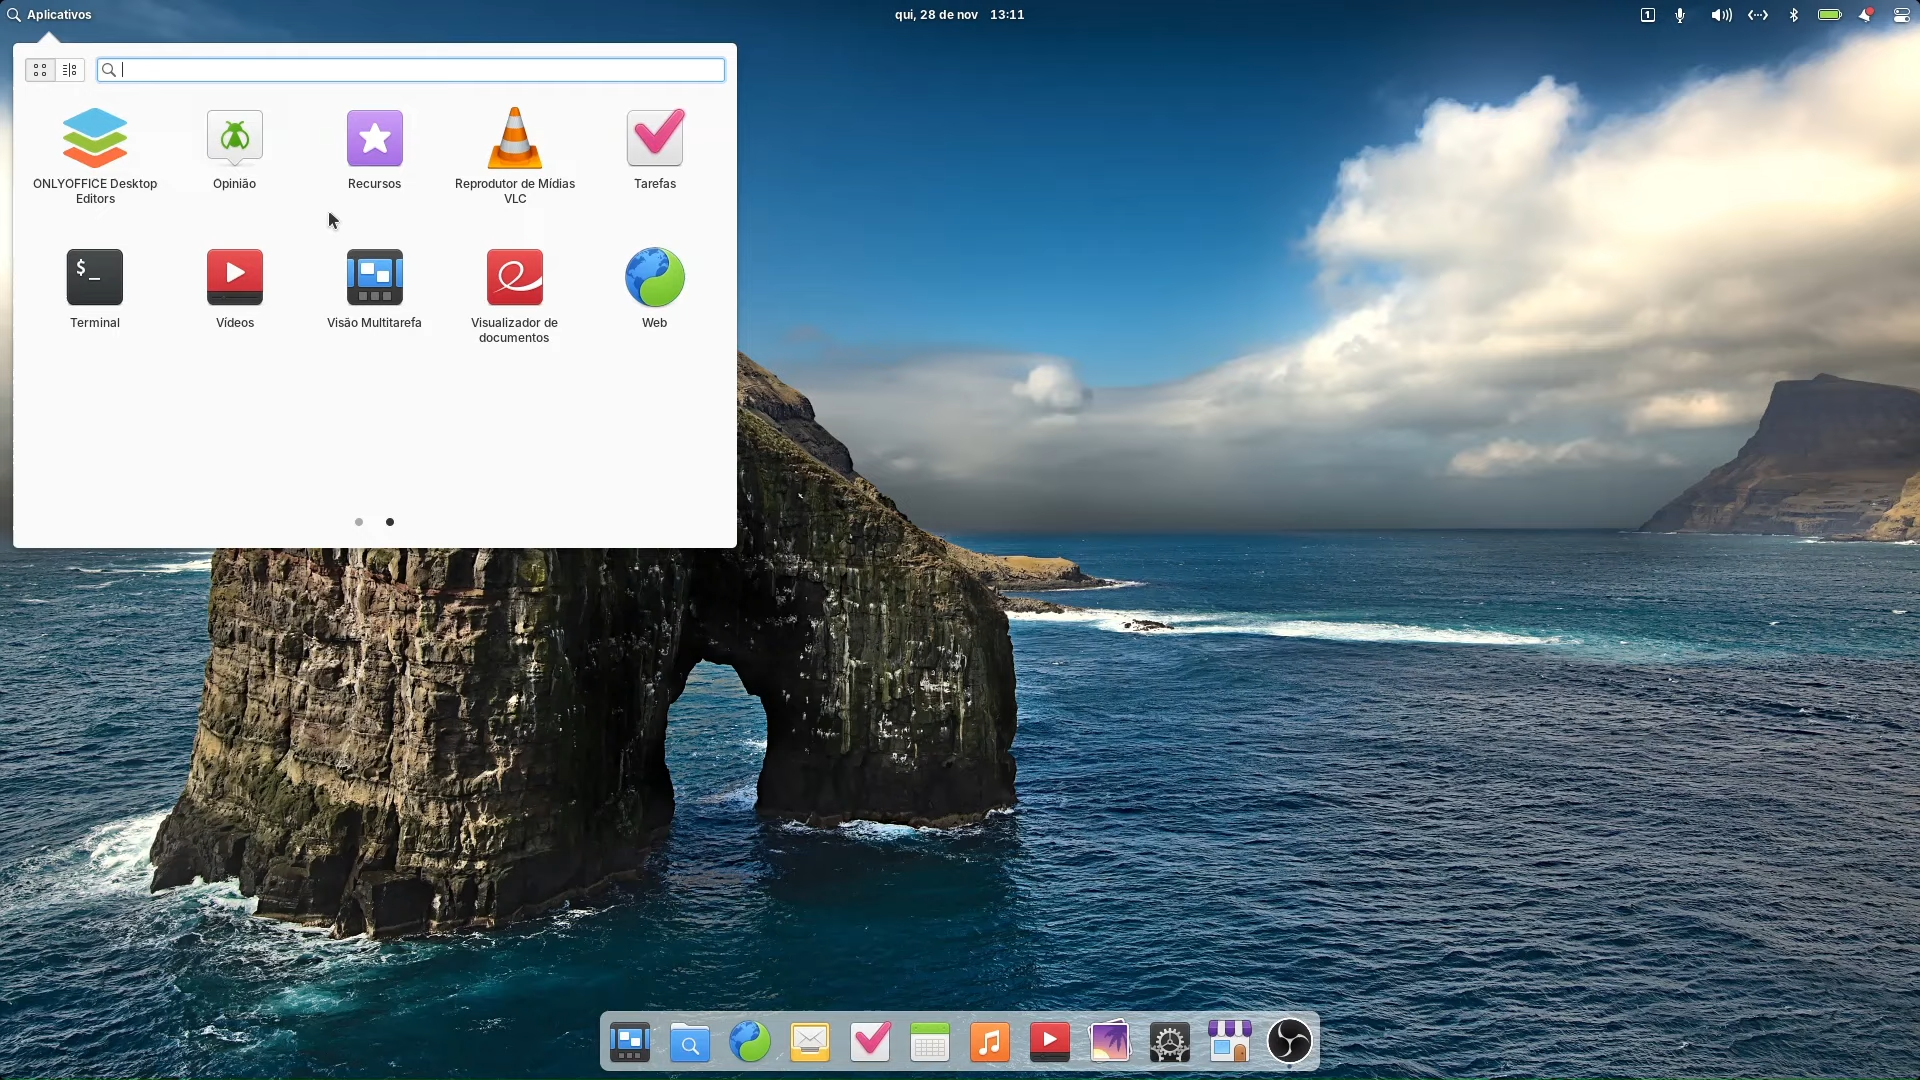 Aplicativos
qui, 28 de nov 13:11
1
ONLYOFFICE Desktop
Editors
Opinião
Recursos
Reprodutor de Mídias
VLC
Tarefas
$_
Terminal
Vídeos
Visão Multitarefa
Visualizador de
documentos
Web